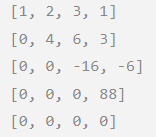 [1, 2, 3, 1]
[0, 4, 6, 3]
[0, 0, -16, -6]
[0, 0, 0, 88]
[0, 0, 0, 0]